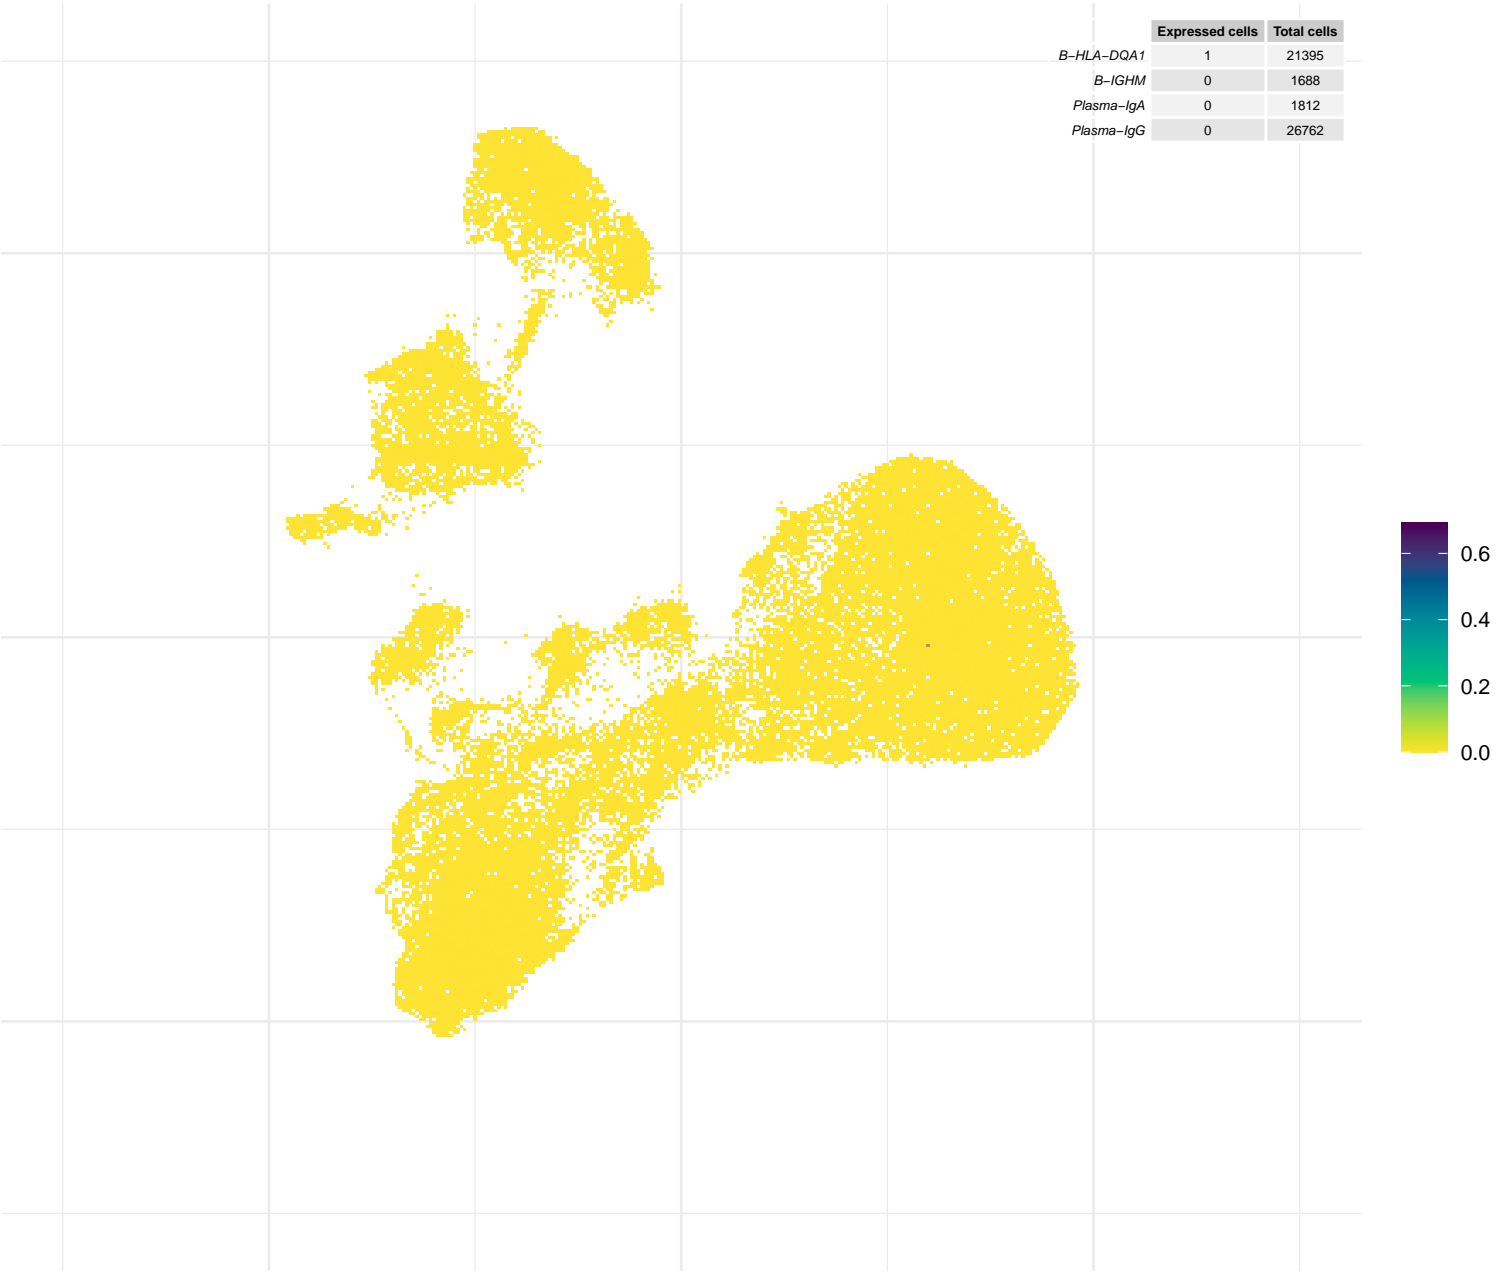 Expressed cells Total cells
B−HLA−DQA1 1 21395
B−IGHM 0 1688
Plasma−IgA 0 1812
Plasma−IgG 0 26762
0.6
0.4
0.2
0.0